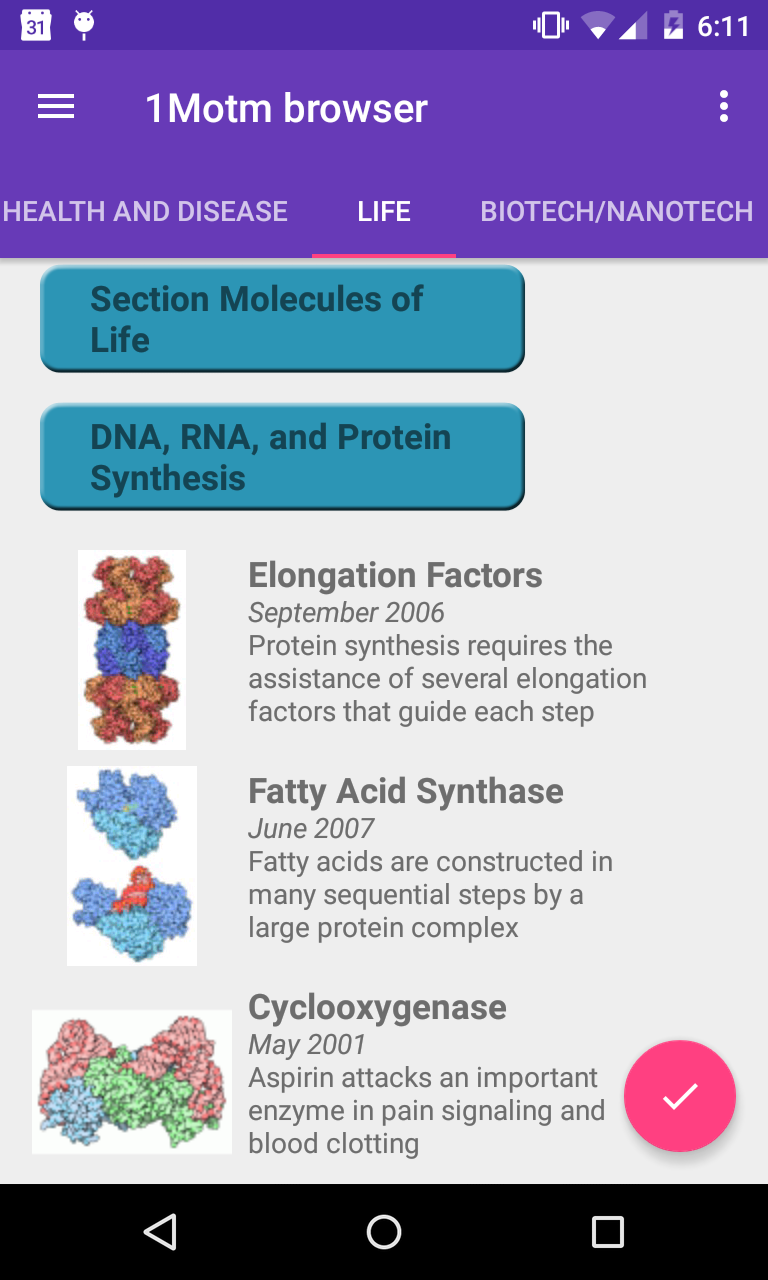 31
6:11
1Motm browser
HEALTH AND DISEASE
LIFE
BIOTECH/NANOTECH
Section Molecules of
Life
DNA, RNA, and Protein
Synthesis
Elongation Factors
September 2006
Protein synthesis requires the
assistance of several elongation
factors that guide each step
Fatty Acid Synthase
June 2007
Fatty acids are constructed in
many sequential steps by a
large protein complex
Cyclooxygenase
May 2001
Aspirin attacks an important
enzyme in pain signaling and
blood clotting